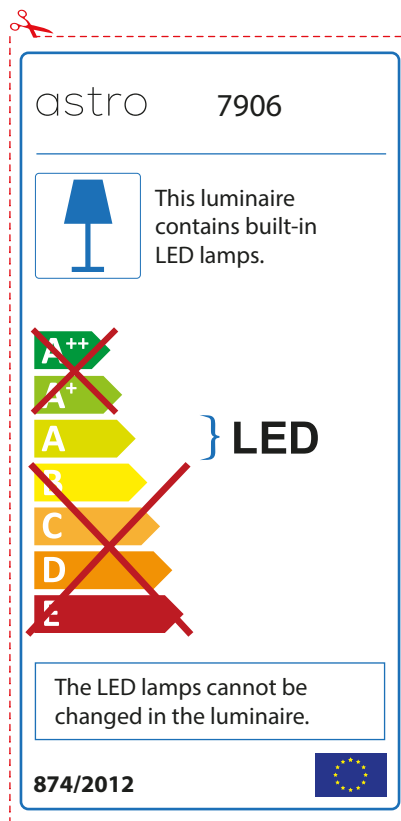 astro 7906
This luminaire
contains built-in
LED lamps.
A++
A+
A
} LED
B
C
D
E
The LED lamps cannot be
changed in the luminaire.
874/2012